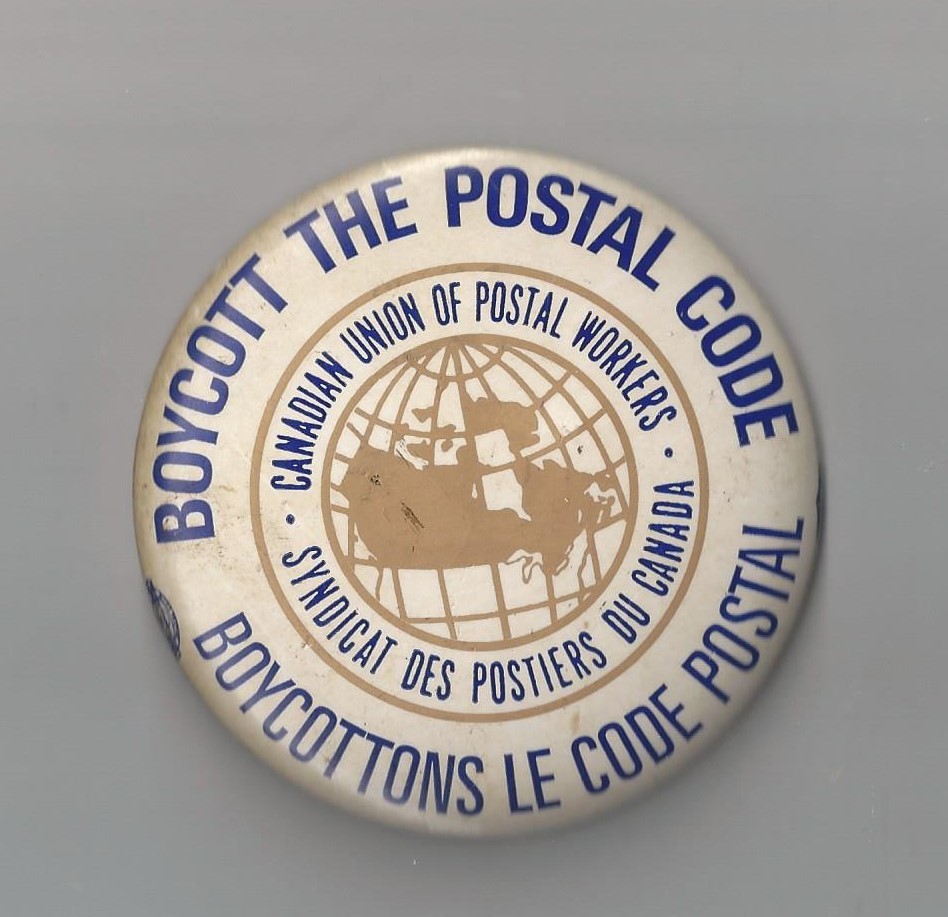 BOYCOTT THE POSTAL CODE
CANADIAN UNION OF POSTAL WORKERS
• SYNDICAT DES POSTIERS DU CANADA •
BOYCOTTONS LE CODE POSTAL